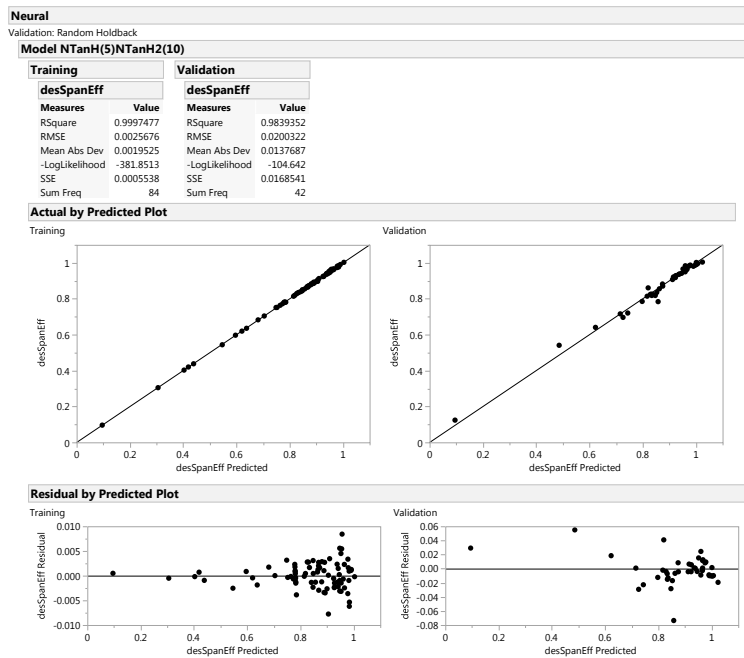 Neural
Validation: Random Holdback
Model NTanH(5)NTanH2(10)
Training Validation
desSpanEff desSpanEff
Measures Value Measures Value
RSquare 0.9997477 RSquare 0.9839352
RMSE 0.0025676 RMSE 0.0200322
Mean Abs Dev 0.0019525 Mean Abs Dev 0.0137687
-LogLikelihood -381.8513 -LogLikelihood -104.642
SSE 0.0005538 SSE 0.0168541
Sum Freq 84 Sum Freq 42
Actual by Predicted Plot
Training Validation
1 1
0.8 0.8
0.6 0.6
0.4 0.4
0.2 0.2
0 0
desSpanEff desSpanEff
0 0.2 0.4 0.6 0.8 1 0 0.2 0.4 0.6 0.8 1
desSpanEff Predicted desSpanEff Predicted
Residual by Predicted Plot
Training Validation
0.010 0.06
0.005 0.04
0.000 0.02
-0.005 0.00
-0.010 -0.02
-0.04
-0.06
-0.08
desSpanEff Residual desSpanEff Residual
0 0.2 0.4 0.6 0.8 1 0 0.2 0.4 0.6 0.8 1
desSpanEff Predicted desSpanEff Predicted